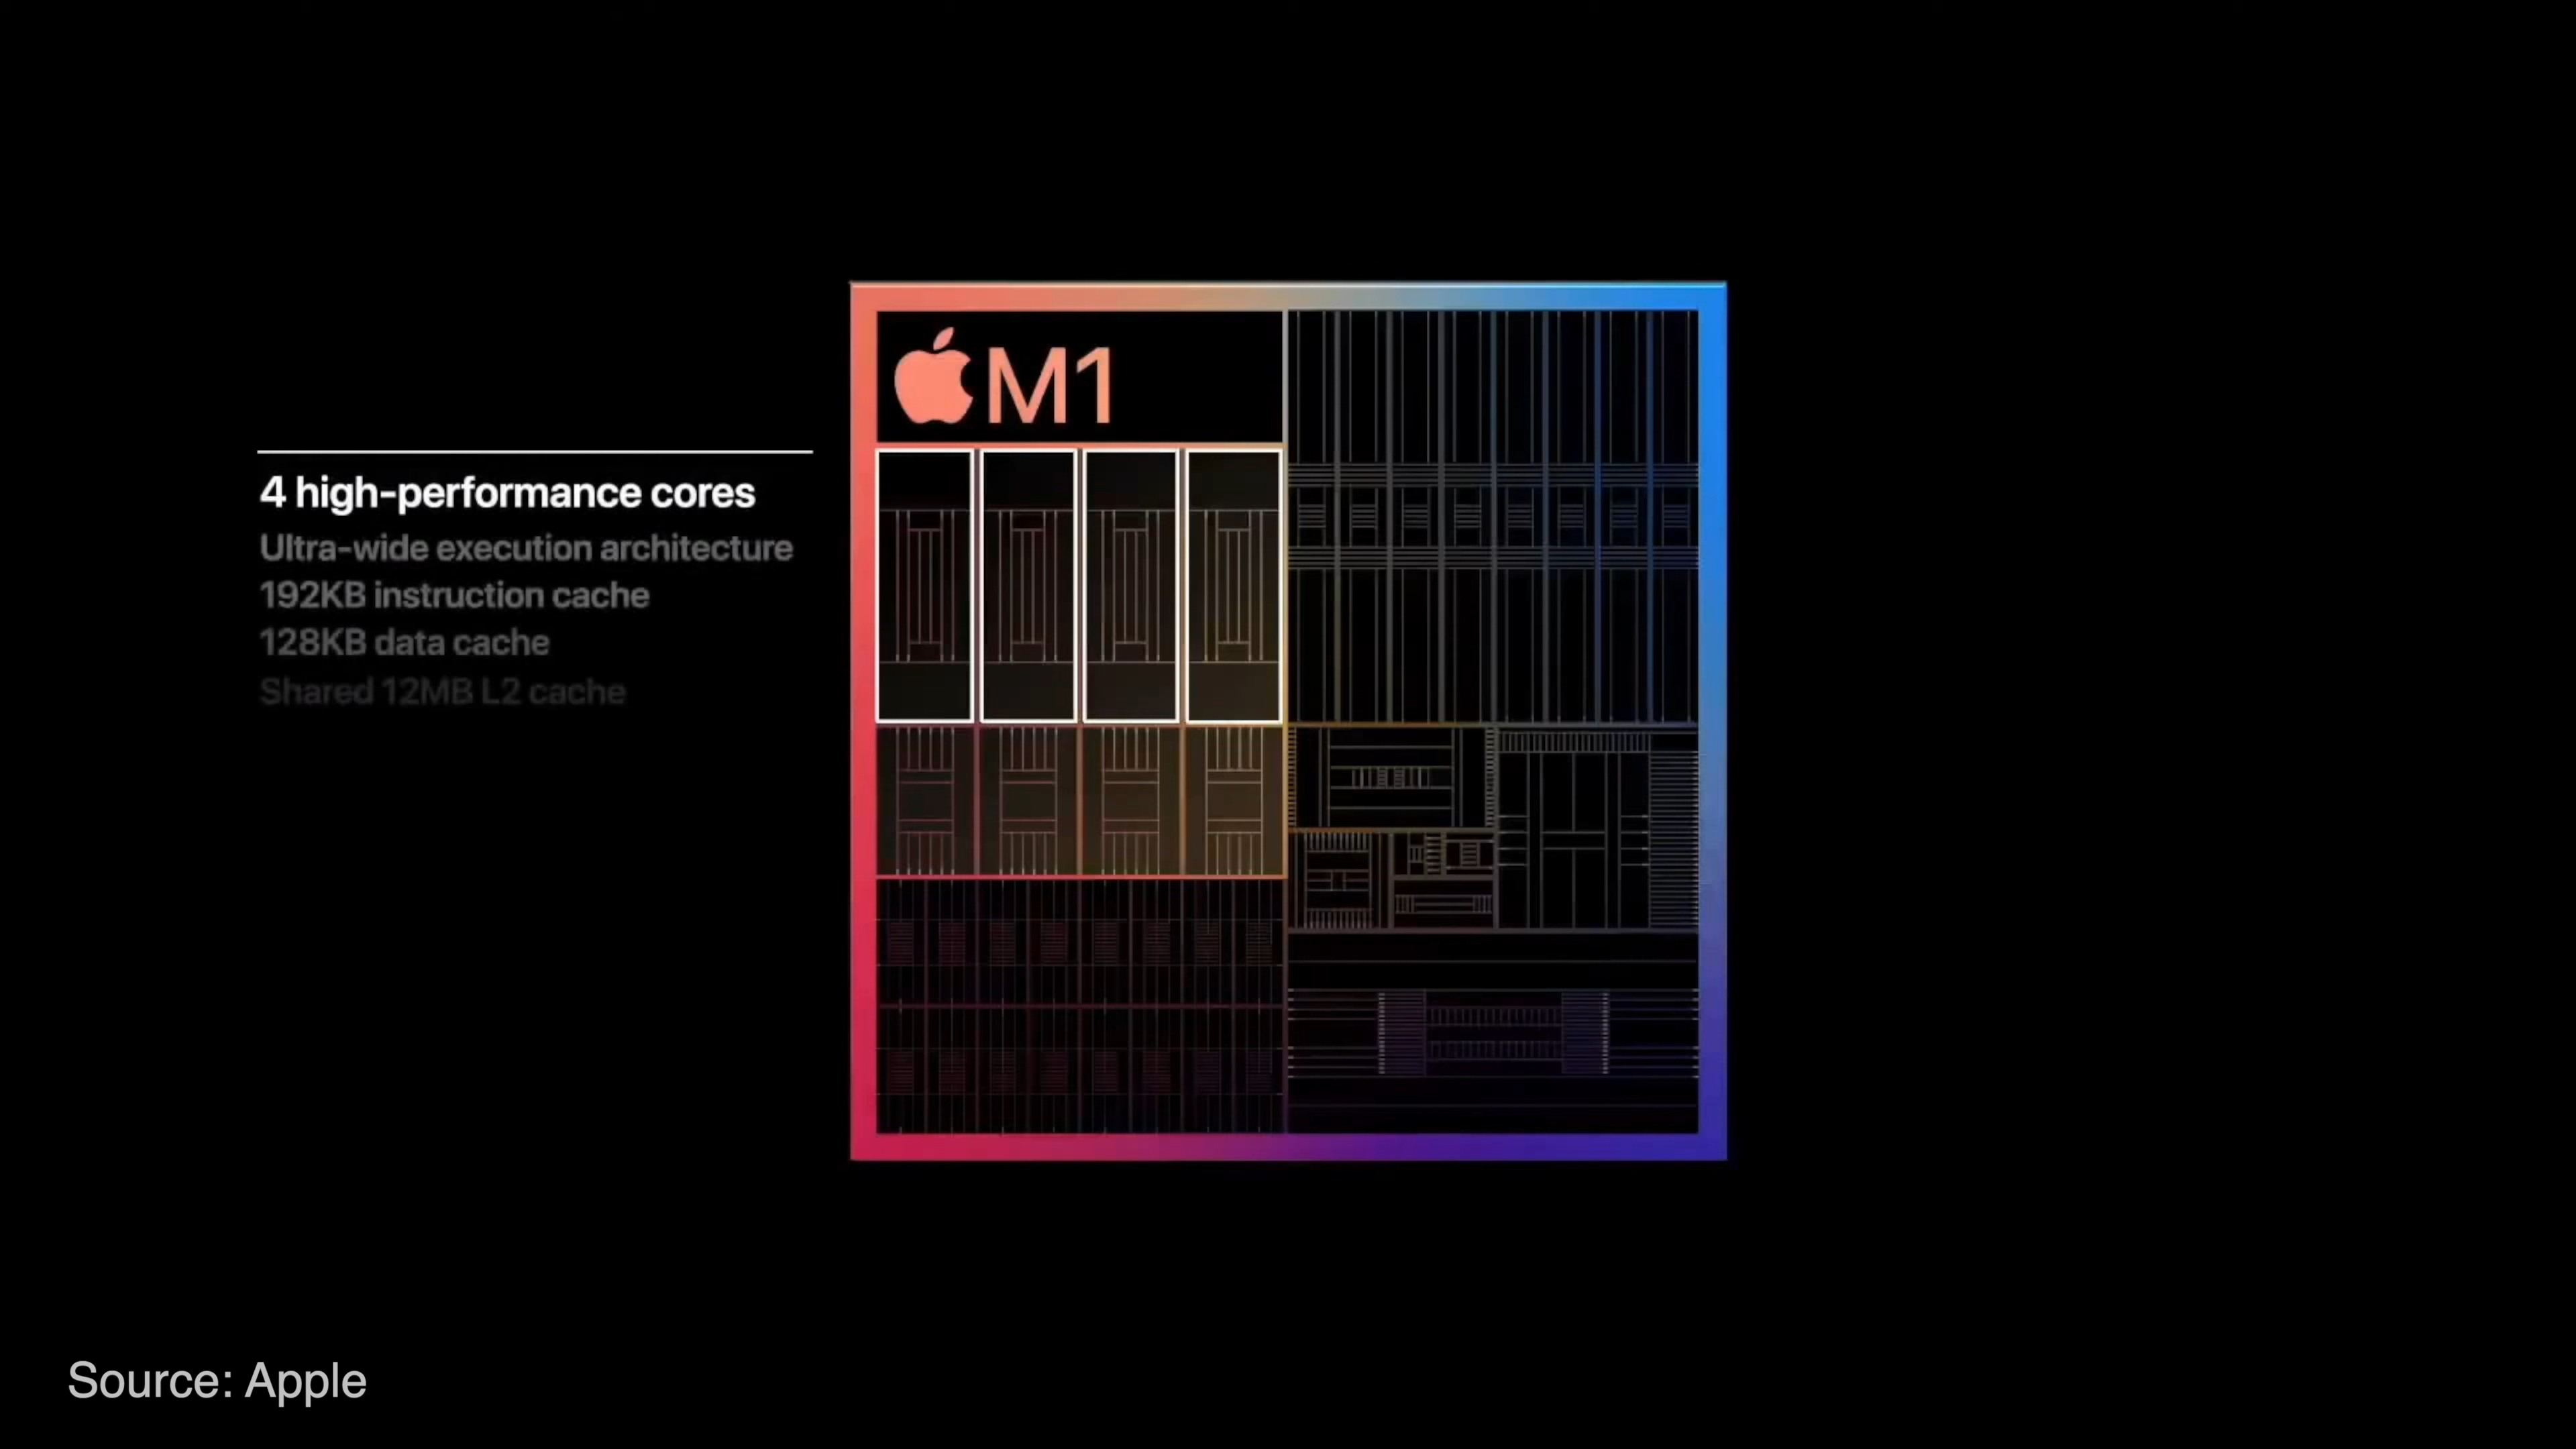 M1
4 high-performance cores
Ultra-wide execution architecture
192KB instruction cache
128KB data cache
Shared 12MB L2 cache
Source: Apple